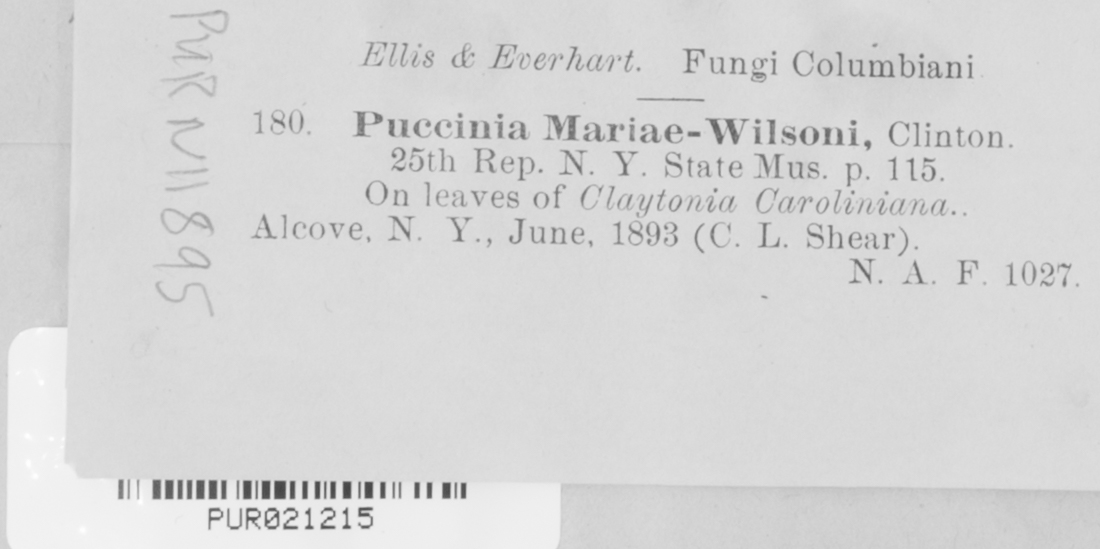 Ellis & Everhart. Fungi Columbiani
180. Puccinia Mariae-Wilsoni, Clinton.
25th Rep. N. Y. State Mus. p. 115.
On leaves of Claytonia Caroliniana..
Alcove, N. Y., June, 1893 (C. L. Shear).
N. A. F. 1027.
PUR N11895
PUR021215